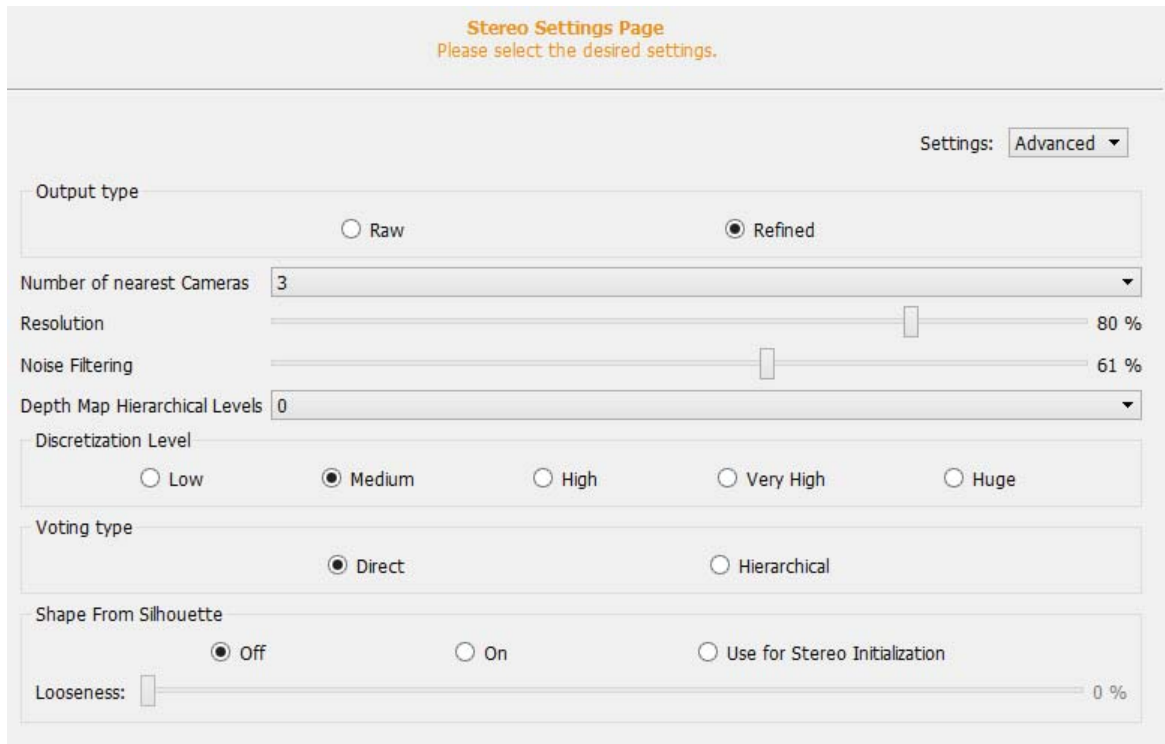 Stereo Settings Page
Please select the desired settings.
Settings: Advanced
Output type
Raw Refined
Number of nearest Cameras 3
Resolution 80 %
Noise Filtering 61 %
Depth Map Hierarchical Levels 0
Discretization Level
Low Medium High Very High Huge
Voting type
Direct Hierarchical
Shape From Silhouette
Off On Use for Stereo Initialization
Looseness: 0 %